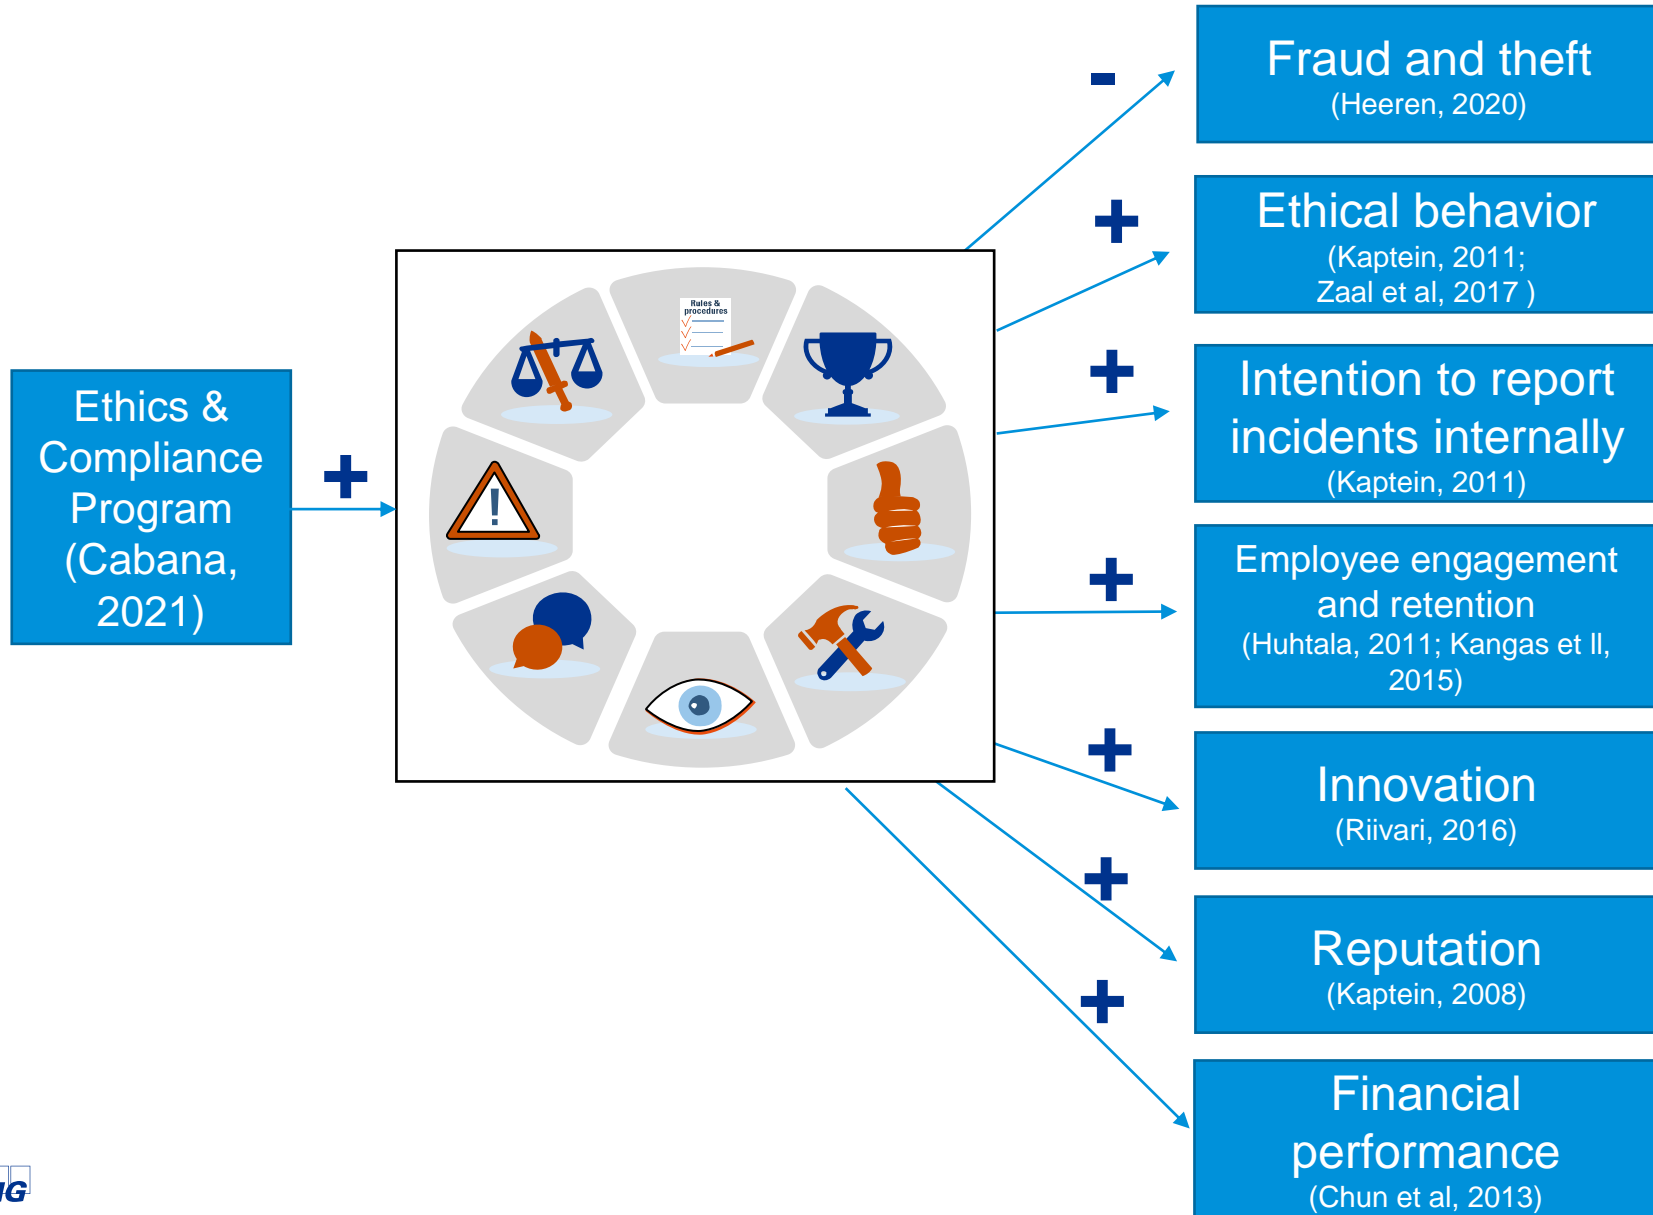 Ethics &
Compliance
Program
(Cabana,
2021)
+
Rules &
procedures
!
-
Fraud and theft
(Heeren, 2020)
+
Ethical behavior
(Kaptein, 2011;
Zaal et al, 2017 )
+
Intention to report
incidents internally
(Kaptein, 2011)
+
Employee engagement
and retention
(Huhtala, 2011; Kangas et ll,
2015)
+
Innovation
(Riivari, 2016)
+
Reputation
(Kaptein, 2008)
+
Financial
performance
(Chun et al, 2013)